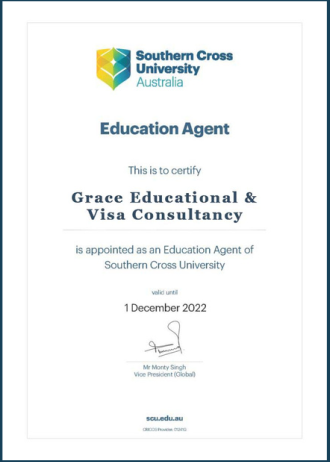 Southern Cross
University
Australia
Education Agent
This is to certify
Grace Educational &
Visa Consultancy
is appointed as an Education Agent of
Southern Cross University
valid until
1 December 2022
Mr Monty Singh
Vice President (Global)
scu.edu.au
CRICOS Provider: